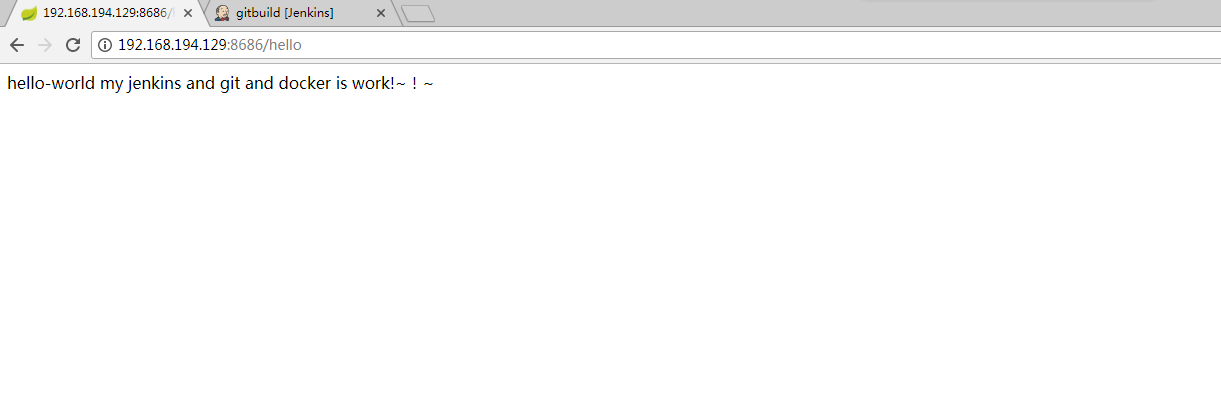 192.168.194.129:8686/
gitbuild [Jenkins]
192.168.194.129:8686/hello
hello-world my jenkins and git and docker is work!~ ! ~